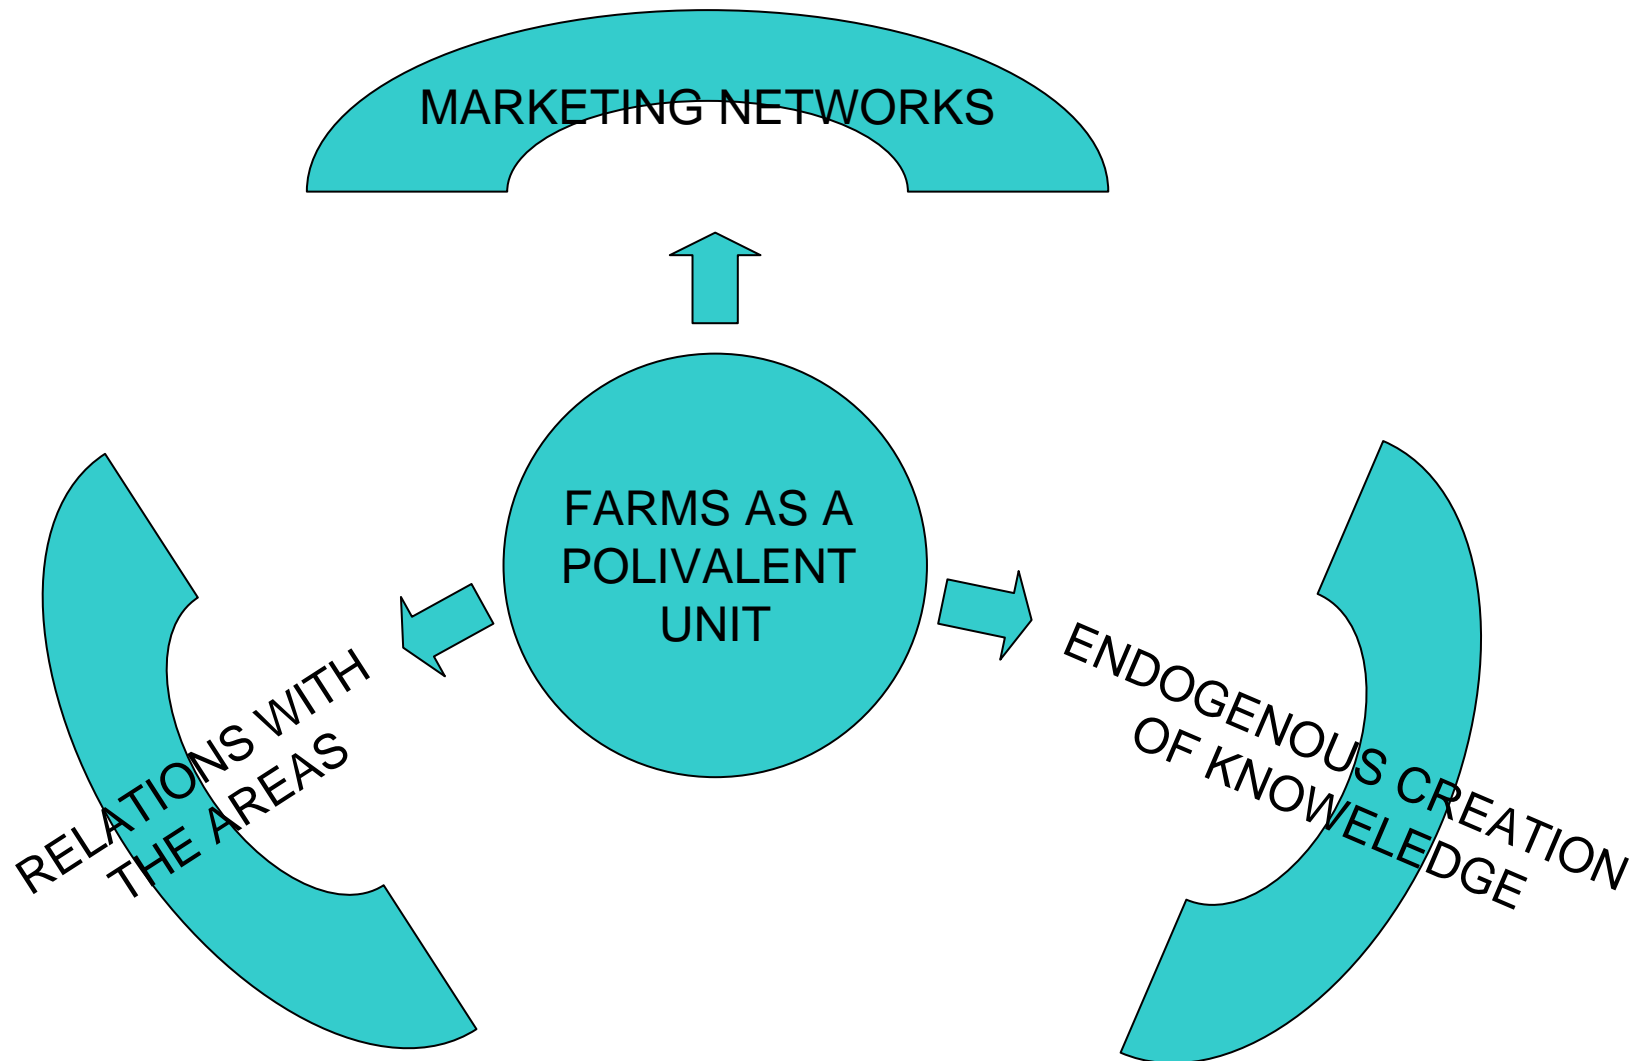 MARKETING NETWORKS
FARMS AS A
POLIVALENT
UNIT
RELATIONS WITH
THE AREAS
ENDOGENOUS CREATION
OF KNOWELEDGE